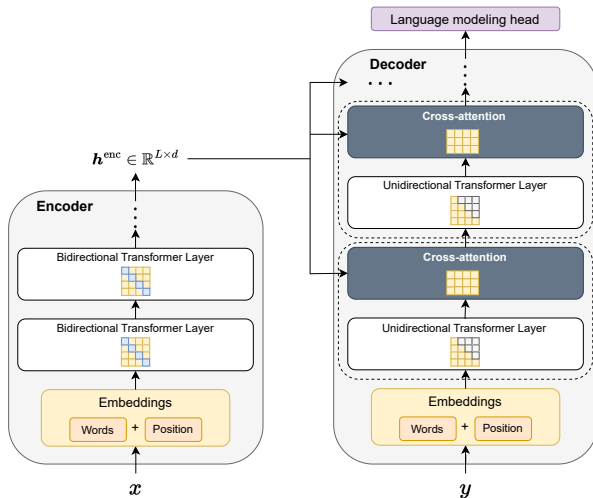 Language modeling head
Decoder
. . .
Cross-attention
Unidirectional Transformer Layer
Cross-attention
Unidirectional Transformer Layer
Embeddings
Words + Position
y
h^enc ∈ ℝ^{L×d}
Encoder
Bidirectional Transformer Layer
Bidirectional Transformer Layer
Embeddings
Words + Position
x